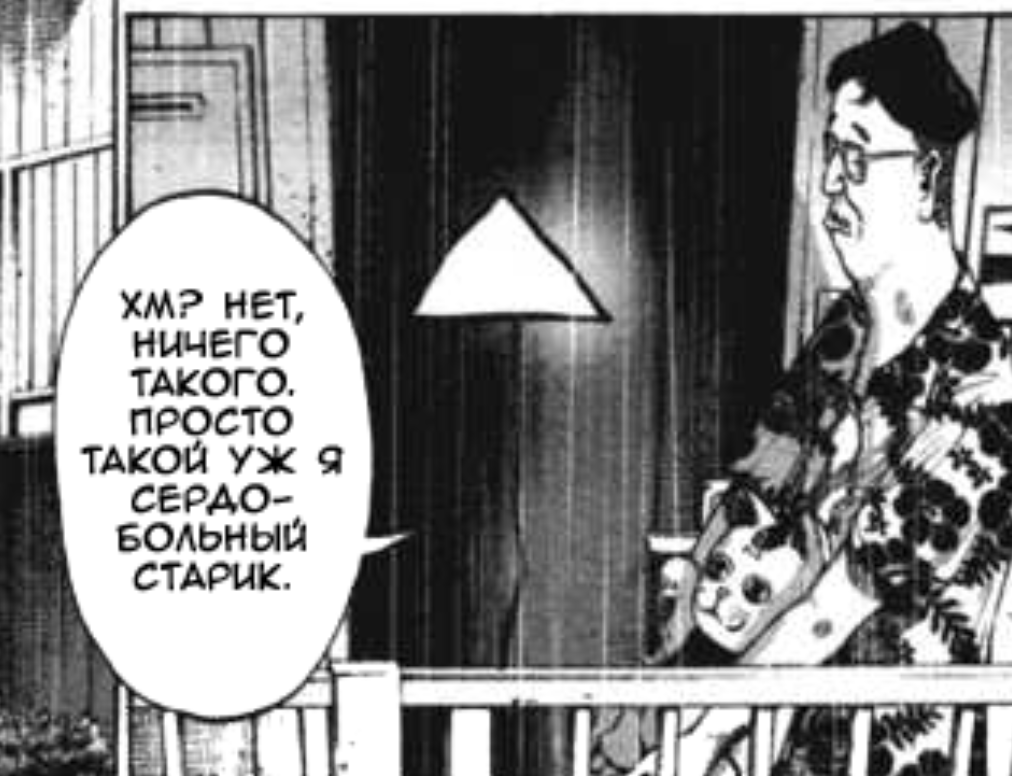 ХМ? НЕТ,
НИЧЕГО
ТАКОГО.
ПРОСТО
ТАКОЙ УЖ Я
СЕРДО-
БОЛЬНЫЙ
СТАРИК.